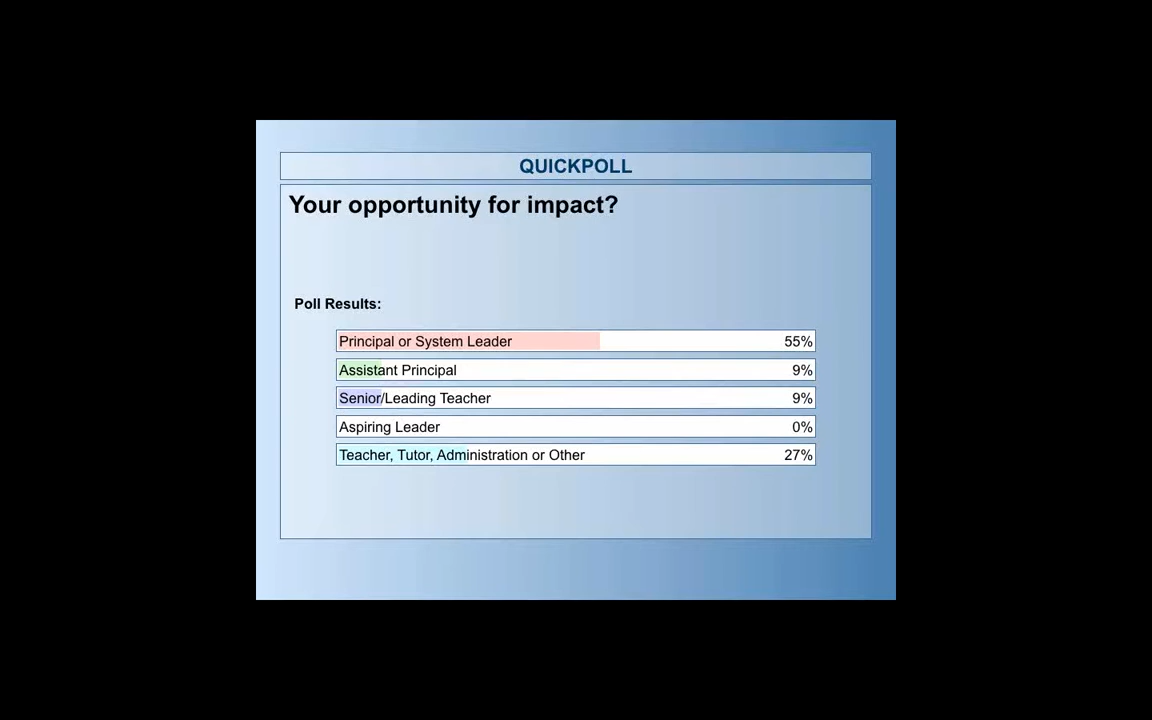 QUICKPOLL
Your opportunity for impact?
Poll Results:
Principal or System Leader 55%
Assistant Principal 9%
Senior/Leading Teacher 9%
Aspiring Leader 0%
Teacher, Tutor, Administration or Other 27%